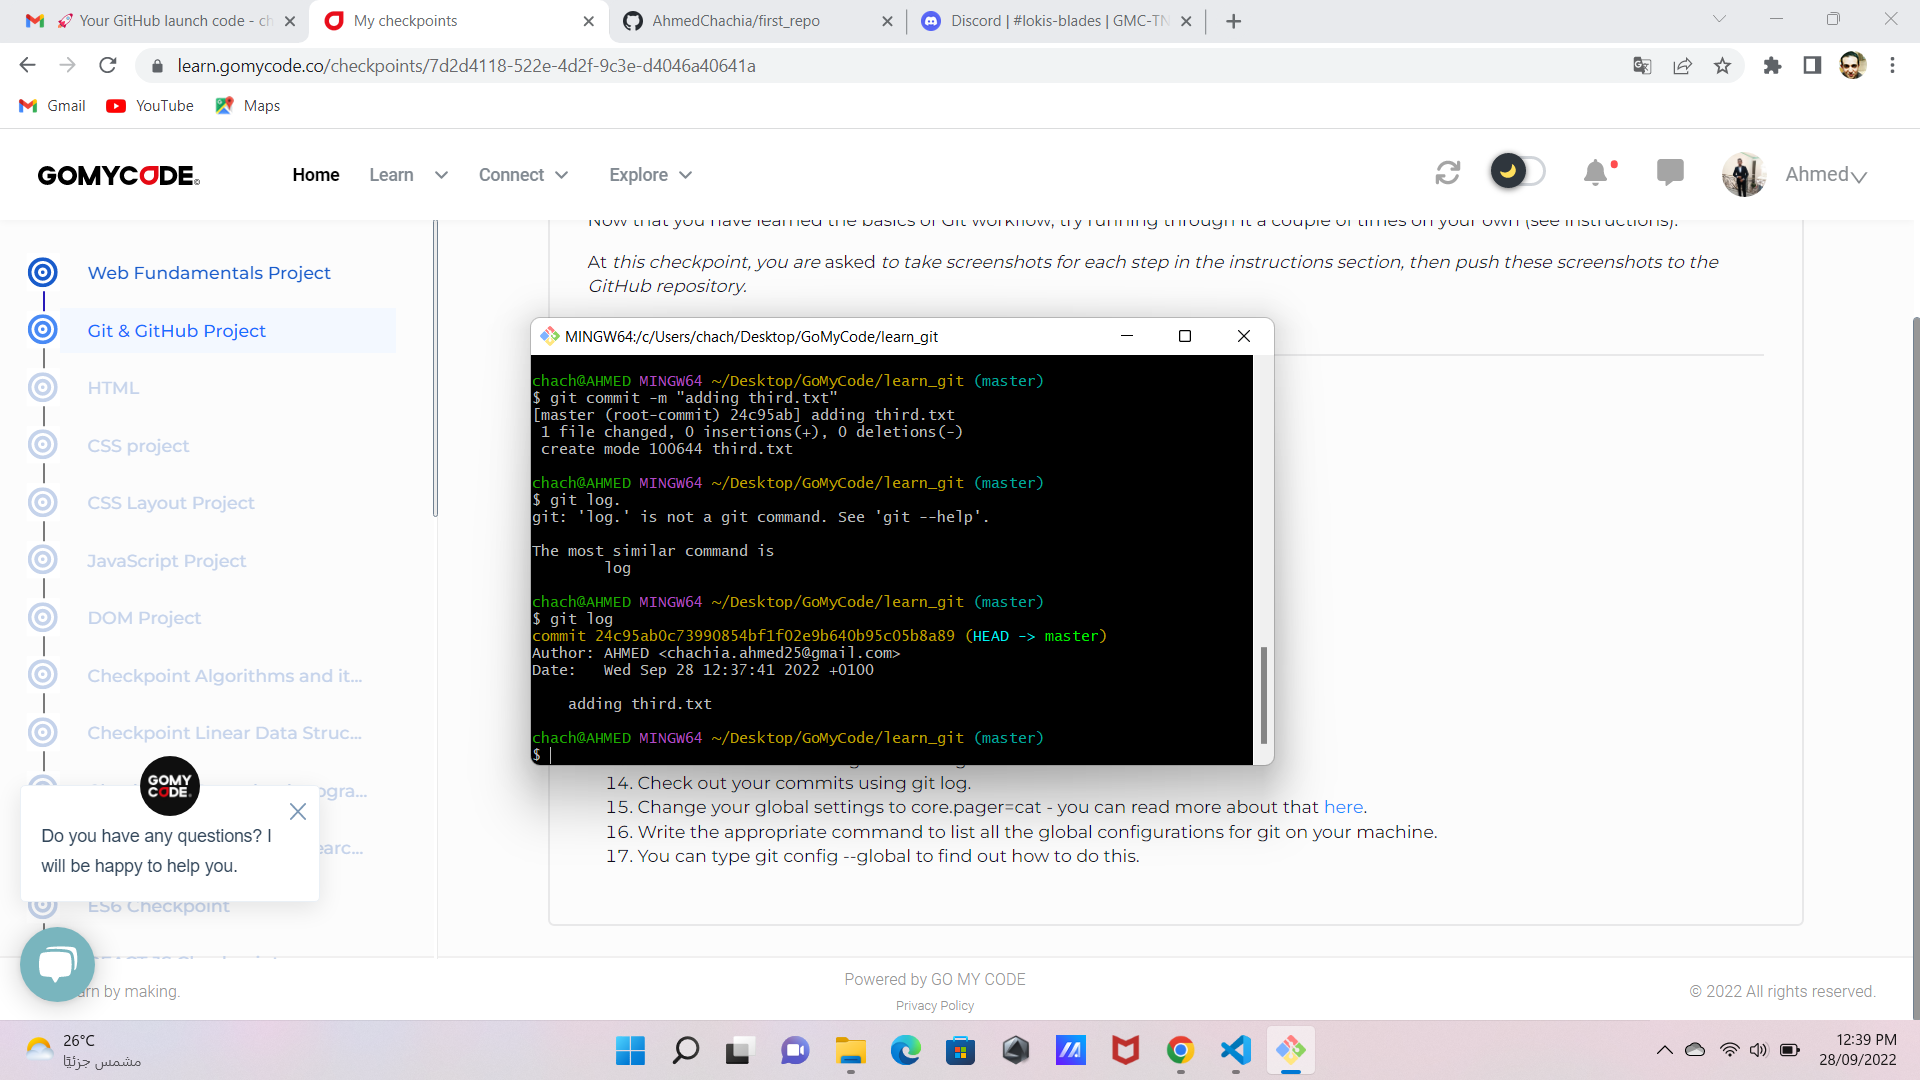 🚀 Your GitHub launch code - ch
My checkpoints
AhmedChachia/first_repo
Discord | #lokis-blades | GMC-TN
learn.gomycode.co/checkpoints/7d2d4118-522e-4d2f-9c3e-d4046a40641a
Gmail
YouTube
Maps
GOMYCODE
Home
Learn
Connect
Explore
Ahmed
Now that you have learned the basics of Git workflow, try running through it a couple of times on your own (see instructions).
At this checkpoint, you are asked to take screenshots for each step in the instructions section, then push these screenshots to the
GitHub repository.
Web Fundamentals Project
Git & GitHub Project
HTML
CSS project
CSS Layout Project
JavaScript Project
DOM Project
Checkpoint Algorithms and it...
Checkpoint Linear Data Struc...
ogra...
earc...
ES6 Checkpoint
GOMY
CODE
Do you have any questions? I
will be happy to help you.
MINGW64:/c/Users/chach/Desktop/GoMyCode/learn_git
chach@AHMED MINGW64 ~/Desktop/GoMyCode/learn_git (master)
$ git commit -m "adding third.txt"
[master (root-commit) 24c95ab] adding third.txt
1 file changed, 0 insertions(+), 0 deletions(-)
create mode 100644 third.txt
chach@AHMED MINGW64 ~/Desktop/GoMyCode/learn_git (master)
$ git log.
git: 'log.' is not a git command. See 'git --help'.
The most similar command is
log
chach@AHMED MINGW64 ~/Desktop/GoMyCode/learn_git (master)
$ git log
commit 24c95ab0c73990854bf1f02e9b640b95c05b8a89 (HEAD -> master)
Author: AHMED <chachia.ahmed25@gmail.com>
Date:   Wed Sep 28 12:37:41 2022 +0100
adding third.txt
chach@AHMED MINGW64 ~/Desktop/GoMyCode/learn_git (master)
$
14. Check out your commits using git log.
15. Change your global settings to core.pager=cat - you can read more about that here.
16. Write the appropriate command to list all the global configurations for git on your machine.
17. You can type git config --global to find out how to do this.
arn by making.
Powered by GO MY CODE
Privacy Policy
© 2022 All rights reserved.
26°C
مشمس جزئيًا
12:39 PM
28/09/2022